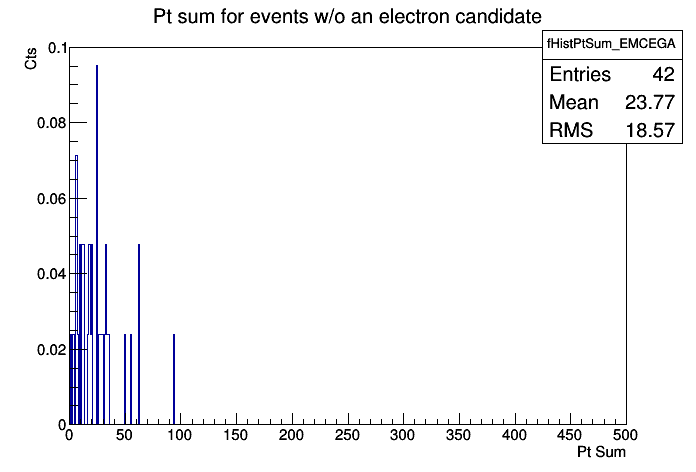 Pt sum for events w/o an electron candidate
fHistPtSum_EMCEGA
Entries 42
Mean 23.77
RMS 18.57
Cts
0.1
0.08
0.06
0.04
0.02
0
0 50 100 150 200 250 300 350 400 450 500
Pt Sum